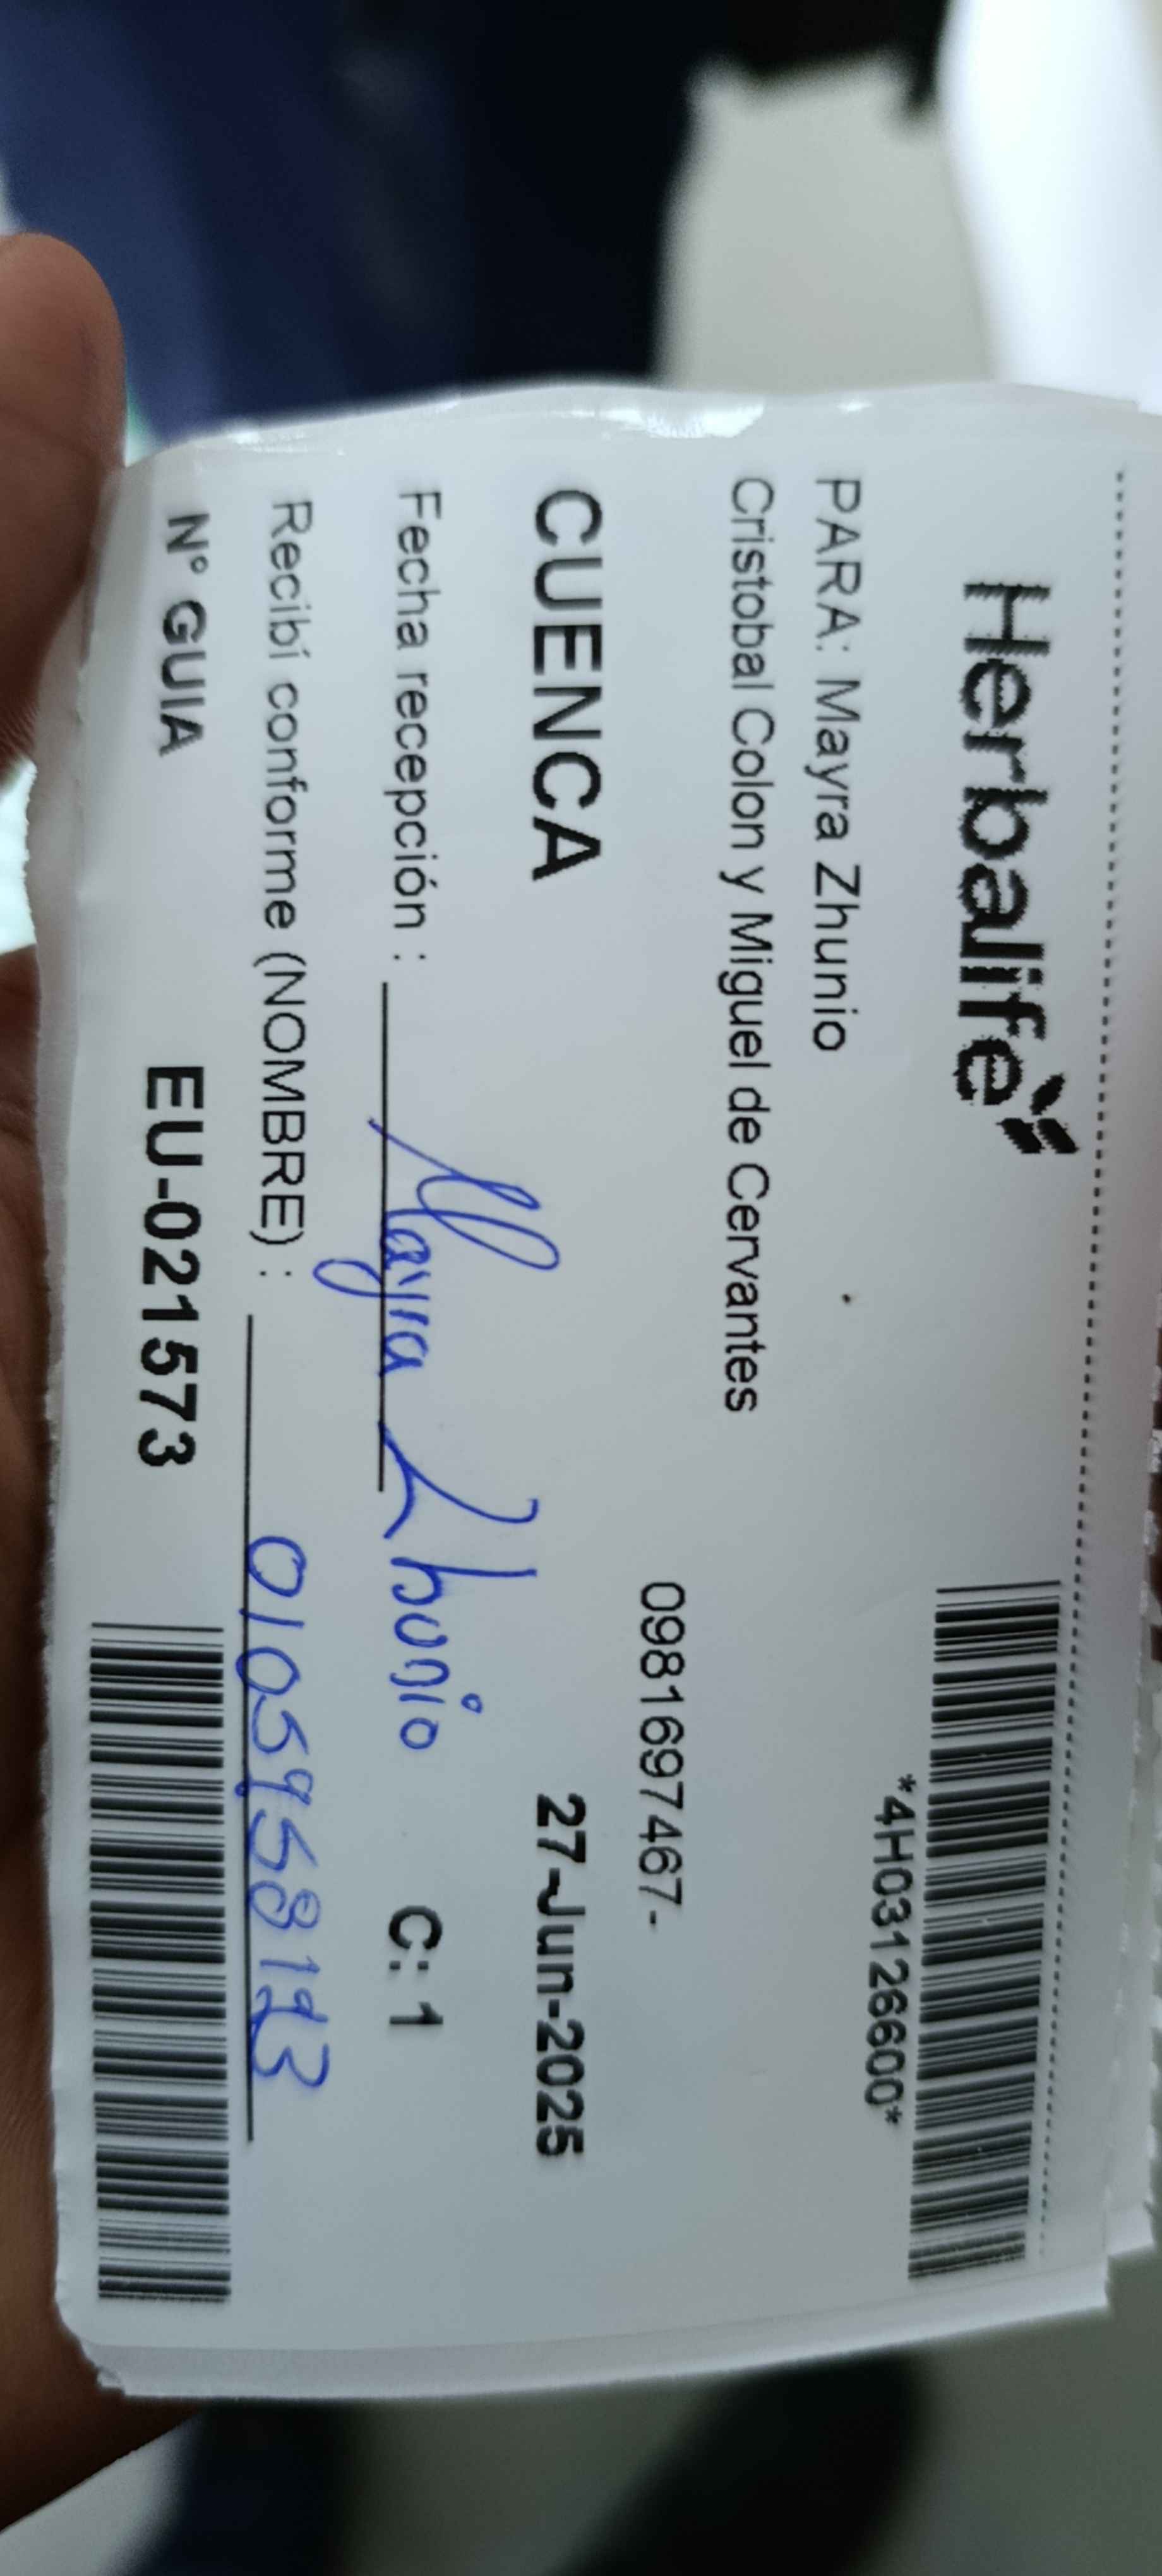 Herbalife
*4H03126600*
PARA: Mayra Zhunio
Cristobal Colon y Miguel de Cervantes
0981697467-
CUENCA 27-Jun-2025
Fecha recepción : Mayra Zhunio C: 1
Recibí conforme (NOMBRE) :
N° GUIA EU-021573